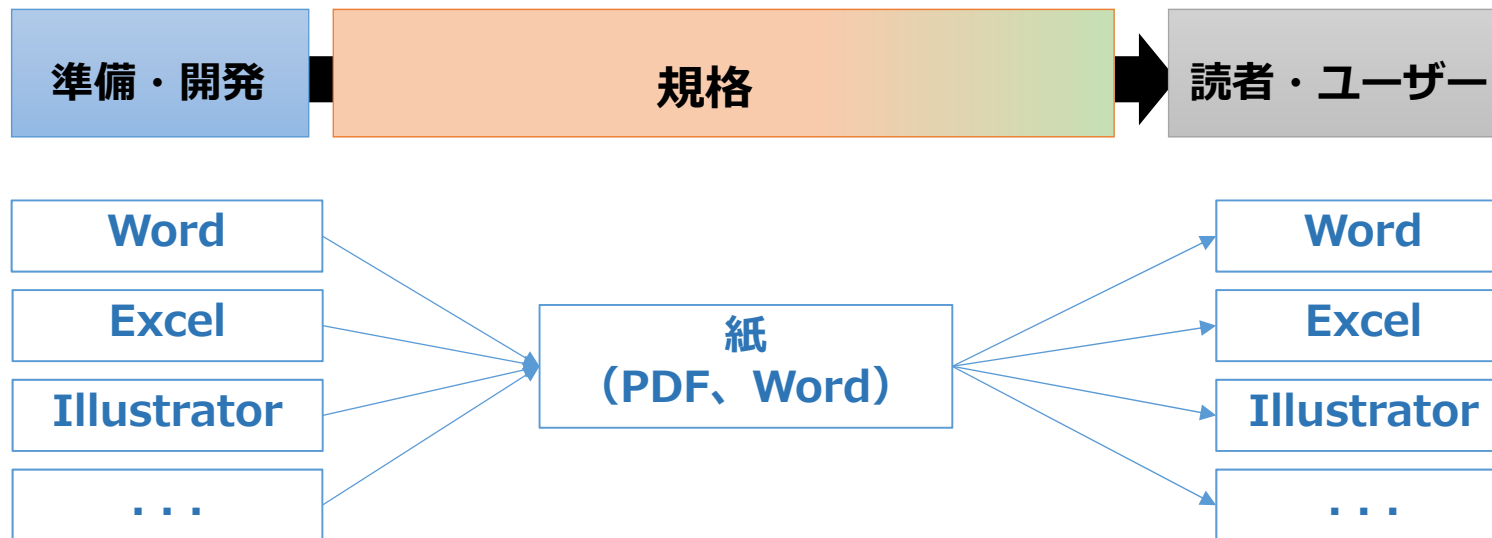 準備・開発
規格
読者・ユーザー
Word
Excel
Illustrator
. . .
紙
（PDF、Word）
Word
Excel
Illustrator
. . .